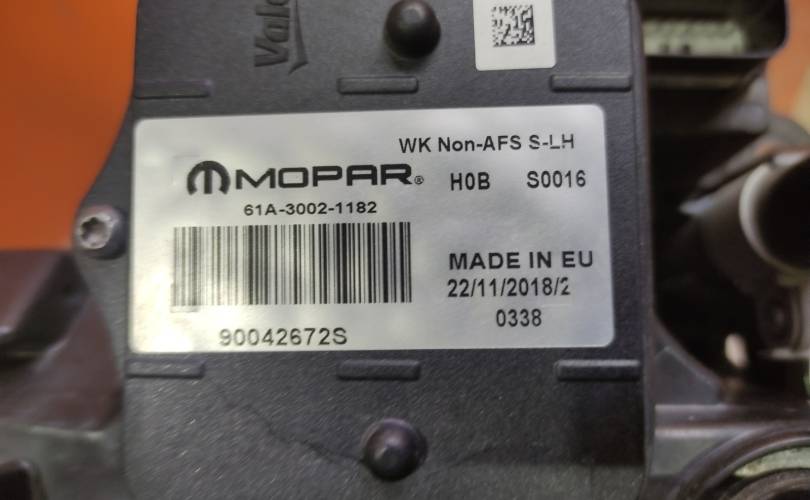 WK Non-AFS S-LH
MOPAR®
H0B S0016
61A-3002-1182
MADE IN EU
22/11/2018/2
0338
90042672S